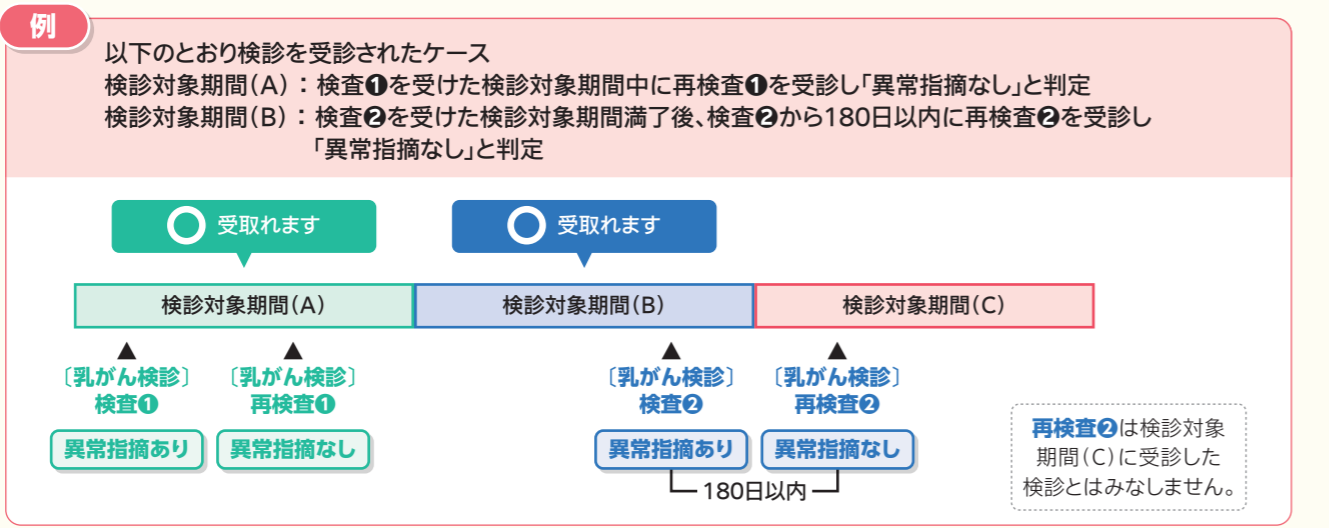 例
以下のとおり検診を受診されたケース
検診対象期間(A)：検査❶を受けた検診対象期間中に再検査❶を受診し「異常指摘なし」と判定
検診対象期間(B)：検査❷を受けた検診対象期間満了後、検査❷から180日以内に再検査❷を受診し
「異常指摘なし」と判定
受取れます
受取れます
検診対象期間(A)
検診対象期間(B)
検診対象期間(C)
〔乳がん検診〕
検査❶
異常指摘あり
〔乳がん検診〕
再検査❶
異常指摘なし
〔乳がん検診〕
検査❷
異常指摘あり
〔乳がん検診〕
再検査❷
異常指摘なし
180日以内
再検査❷は検診対象
期間(C)に受診した
検診とはみなしません。